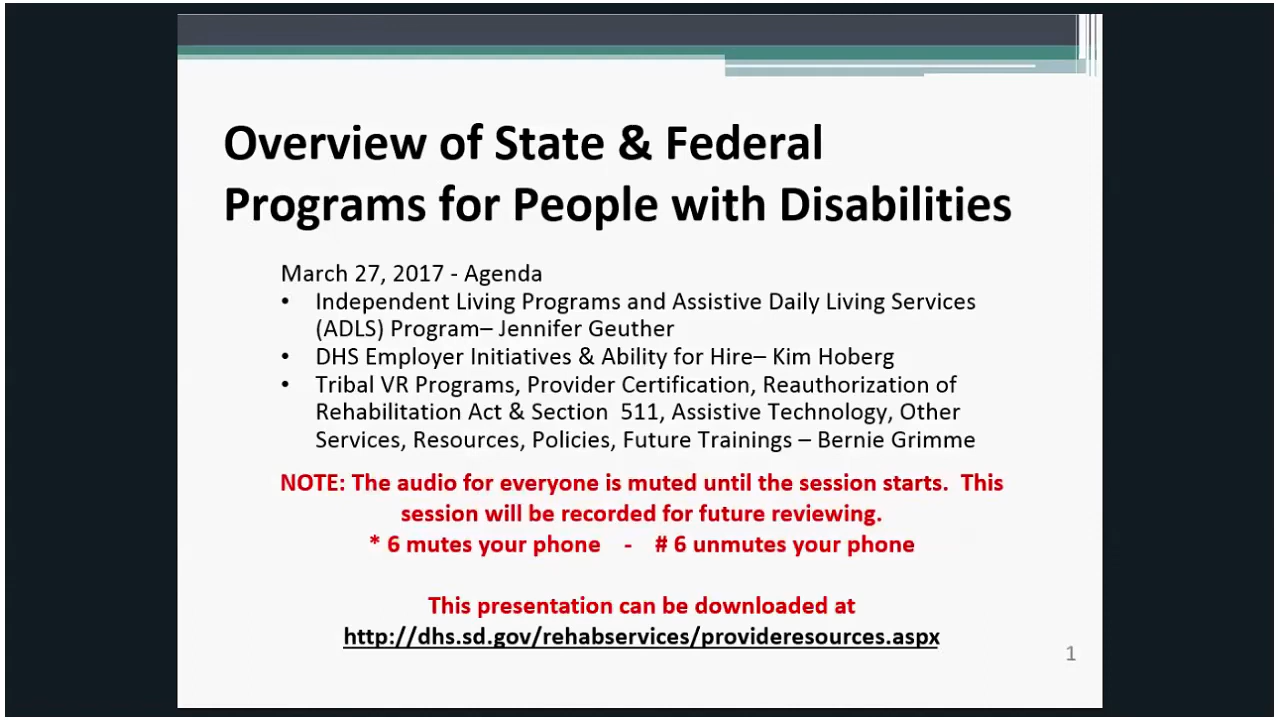 Overview of State & Federal
Programs for People with Disabilities
March 27, 2017 - Agenda
• Independent Living Programs and Assistive Daily Living Services
(ADLS) Program– Jennifer Geuther
• DHS Employer Initiatives & Ability for Hire– Kim Hoberg
• Tribal VR Programs, Provider Certification, Reauthorization of
Rehabilitation Act & Section  511, Assistive Technology, Other
Services, Resources, Policies, Future Trainings – Bernie Grimme
NOTE: The audio for everyone is muted until the session starts.  This
session will be recorded for future reviewing.
* 6 mutes your phone    -    # 6 unmutes your phone
This presentation can be downloaded at
http://dhs.sd.gov/rehabservices/provideresources.aspx
1